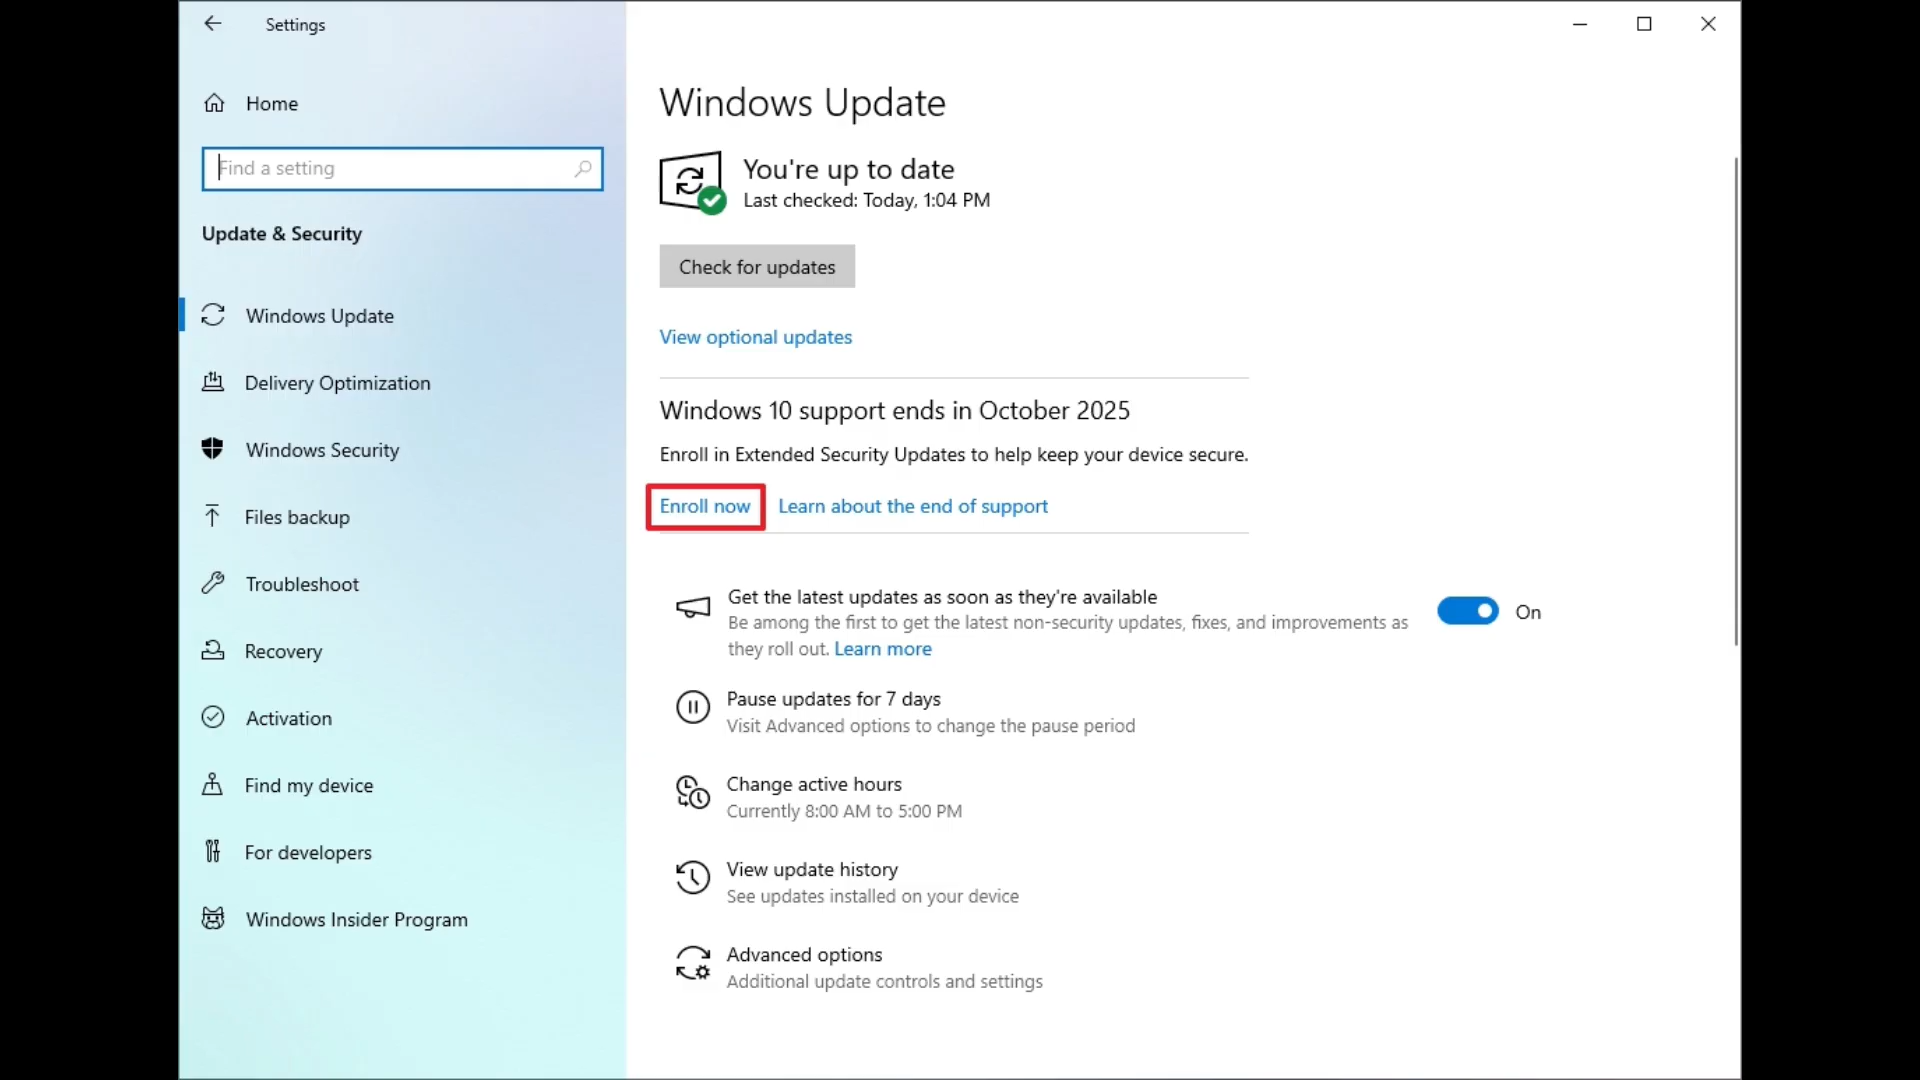 Settings
Home
Find a setting
Update & Security
Windows Update
Delivery Optimization
Windows Security
Files backup
Troubleshoot
Recovery
Activation
Find my device
For developers
Windows Insider Program
Windows Update
You're up to date
Last checked: Today, 1:04 PM
Check for updates
View optional updates
Windows 10 support ends in October 2025
Enroll in Extended Security Updates to help keep your device secure.
Enroll now Learn about the end of support
Get the latest updates as soon as they're available
Be among the first to get the latest non-security updates, fixes, and improvements as
they roll out. Learn more
On
Pause updates for 7 days
Visit Advanced options to change the pause period
Change active hours
Currently 8:00 AM to 5:00 PM
View update history
See updates installed on your device
Advanced options
Additional update controls and settings